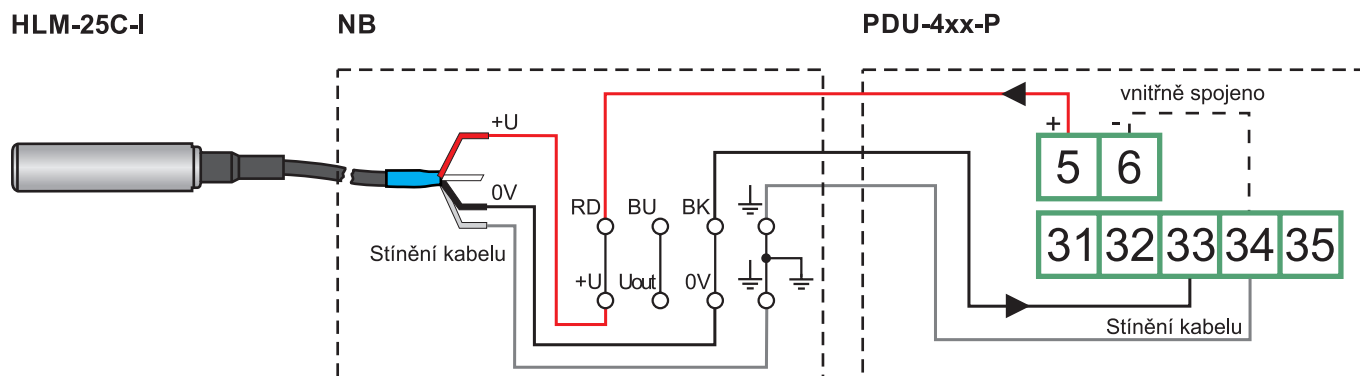 HLM-25C-I
NB
PDU-4xx-P
vnitřně spojeno
+U
+ -
5 6
0V
RD BU BK
31 32 33 34 35
Stínění kabelu
+U Uout 0V
Stínění kabelu